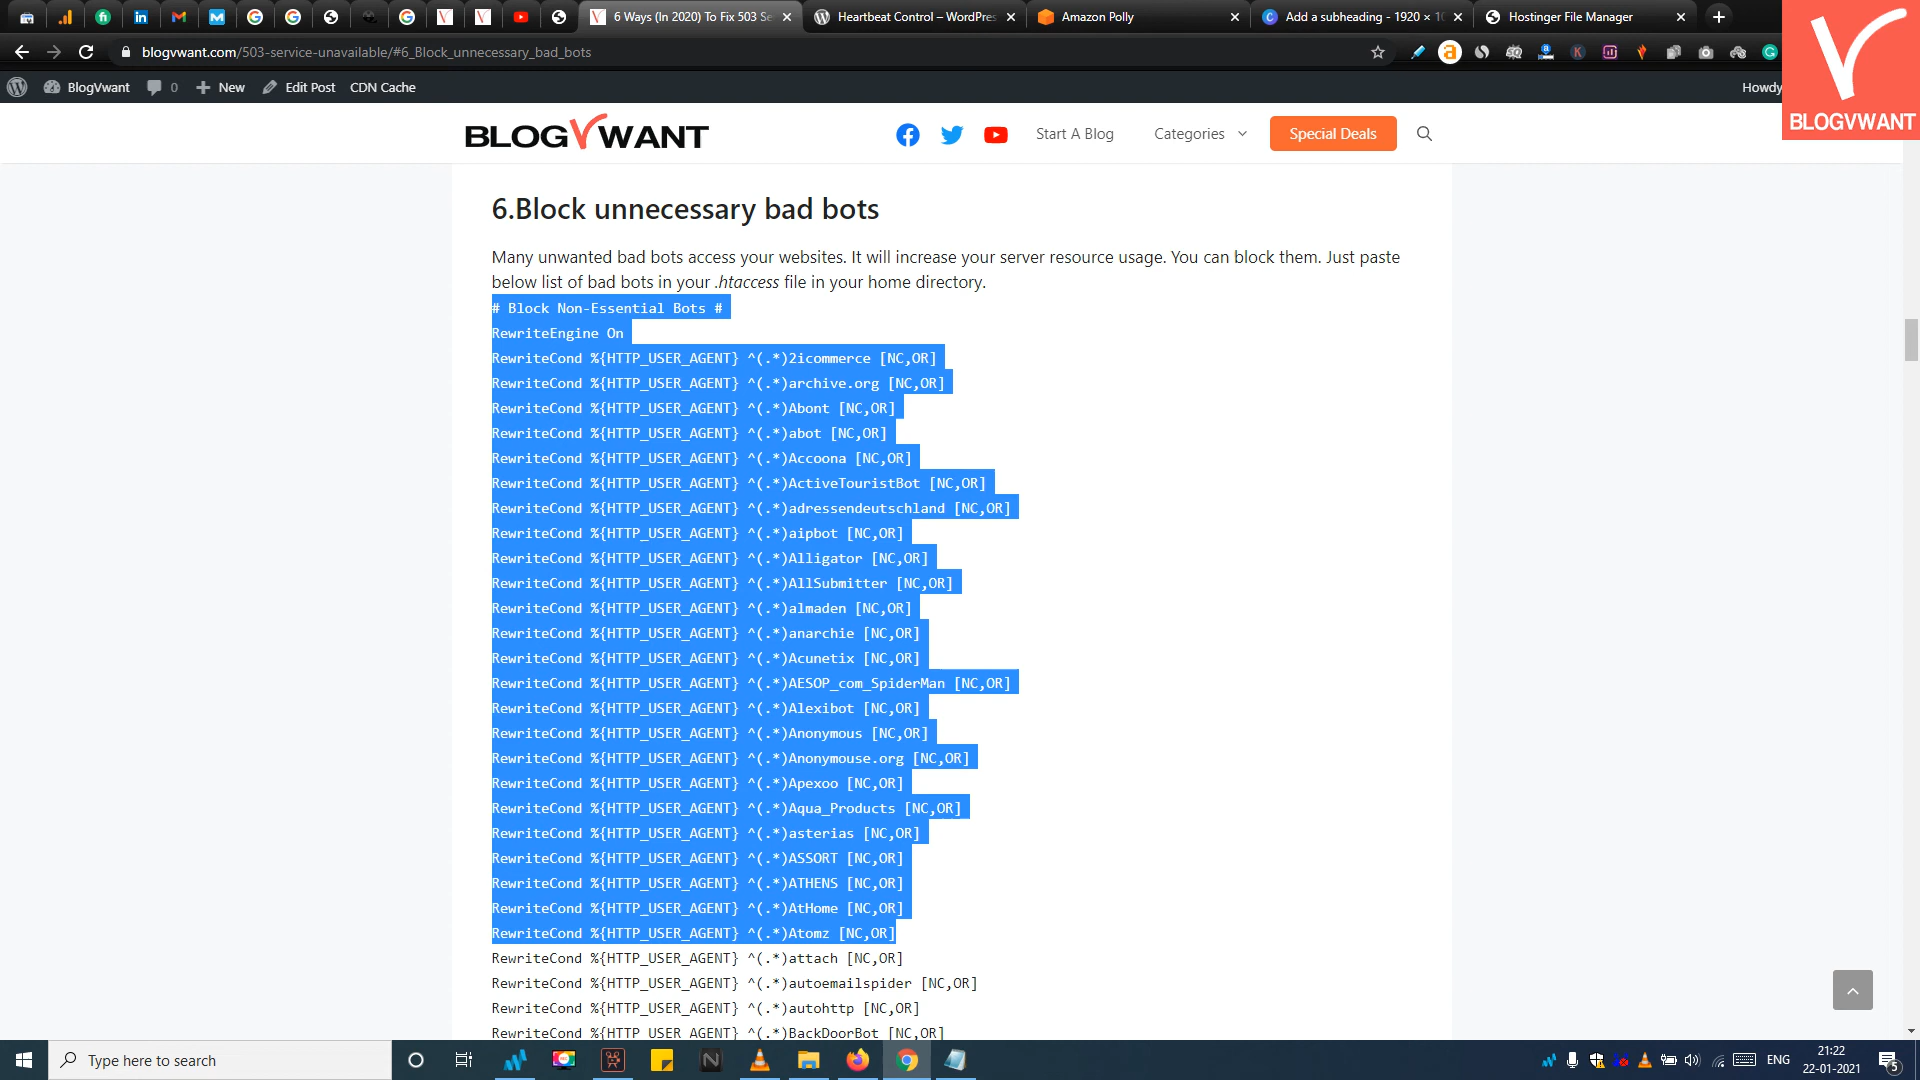 6 Ways (In 2020) To Fix 503 Se
Heartbeat Control – WordPres
Amazon Polly
Add a subheading - 1920 × 10
Hostinger File Manager
blogvwant.com/503-service-unavailable/#6_Block_unnecessary_bad_bots
BlogVwant
0
New
Edit Post
CDN Cache
Howdy
BLOGVWANT
BLOGVWANT
Start A Blog
Categories
Special Deals
6.Block unnecessary bad bots
Many unwanted bad bots access your websites. It will increase your server resource usage. You can block them. Just paste
below list of bad bots in your .htaccess file in your home directory.
# Block Non-Essential Bots #
RewriteEngine On
RewriteCond %{HTTP_USER_AGENT} ^(.*)2icommerce [NC,OR]
RewriteCond %{HTTP_USER_AGENT} ^(.*)archive.org [NC,OR]
RewriteCond %{HTTP_USER_AGENT} ^(.*)Abont [NC,OR]
RewriteCond %{HTTP_USER_AGENT} ^(.*)abot [NC,OR]
RewriteCond %{HTTP_USER_AGENT} ^(.*)Accoona [NC,OR]
RewriteCond %{HTTP_USER_AGENT} ^(.*)ActiveTouristBot [NC,OR]
RewriteCond %{HTTP_USER_AGENT} ^(.*)adressendeutschland [NC,OR]
RewriteCond %{HTTP_USER_AGENT} ^(.*)aipbot [NC,OR]
RewriteCond %{HTTP_USER_AGENT} ^(.*)Alligator [NC,OR]
RewriteCond %{HTTP_USER_AGENT} ^(.*)AllSubmitter [NC,OR]
RewriteCond %{HTTP_USER_AGENT} ^(.*)almaden [NC,OR]
RewriteCond %{HTTP_USER_AGENT} ^(.*)anarchie [NC,OR]
RewriteCond %{HTTP_USER_AGENT} ^(.*)Acunetix [NC,OR]
RewriteCond %{HTTP_USER_AGENT} ^(.*)AESOP_com_SpiderMan [NC,OR]
RewriteCond %{HTTP_USER_AGENT} ^(.*)Alexibot [NC,OR]
RewriteCond %{HTTP_USER_AGENT} ^(.*)Anonymous [NC,OR]
RewriteCond %{HTTP_USER_AGENT} ^(.*)Anonymouse.org [NC,OR]
RewriteCond %{HTTP_USER_AGENT} ^(.*)Apexoo [NC,OR]
RewriteCond %{HTTP_USER_AGENT} ^(.*)Aqua_Products [NC,OR]
RewriteCond %{HTTP_USER_AGENT} ^(.*)asterias [NC,OR]
RewriteCond %{HTTP_USER_AGENT} ^(.*)ASSORT [NC,OR]
RewriteCond %{HTTP_USER_AGENT} ^(.*)ATHENS [NC,OR]
RewriteCond %{HTTP_USER_AGENT} ^(.*)AtHome [NC,OR]
RewriteCond %{HTTP_USER_AGENT} ^(.*)Atomz [NC,OR]
RewriteCond %{HTTP_USER_AGENT} ^(.*)attach [NC,OR]
RewriteCond %{HTTP_USER_AGENT} ^(.*)autoemailspider [NC,OR]
RewriteCond %{HTTP_USER_AGENT} ^(.*)autohttp [NC,OR]
RewriteCond %{HTTP_USER_AGENT} ^(.*)BackDoorBot [NC,OR]
Type here to search
ENG
21:22
22-01-2021
5